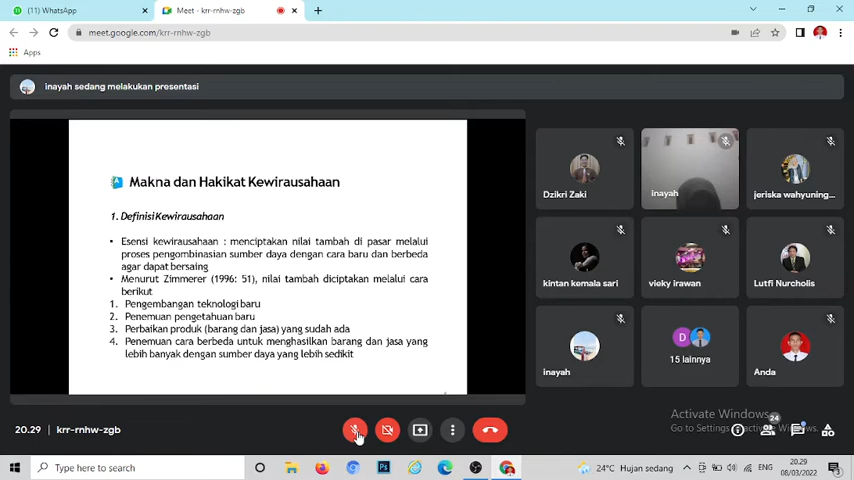 (11) WhatsApp
Meet - krr-rnhw-zgb
meet.google.com/krr-rnhw-zgb
Apps
inayah sedang melakukan presentasi
Makna dan Hakikat Kewirausahaan
1. Definisi Kewirausahaan
• Esensi kewirausahaan : menciptakan nilai tambah di pasar melalui
proses pengombinasian sumber daya dengan cara baru dan berbeda
agar dapat bersaing
• Menurut Zimmerer (1996: 51), nilai tambah diciptakan melalui cara
berikut
1. Pengembangan teknologi baru
2. Penemuan pengetahuan baru
3. Perbaikan produk (barang dan jasa) yang sudah ada
4. Penemuan cara berbeda untuk menghasilkan barang dan jasa yang
lebih banyak dengan sumber daya yang lebih sedikit
Dzikri Zaki
inayah
jeriska wahyuning...
kintan kemala sari
vieky irawan
Lutfi Nurcholis
inayah
D
15 lainnya
Anda
20.29
krr-rnhw-zgb
24
Activate Windows
Go to Settings to activate Windows.
Type here to search
Ps
24°C Hujan sedang
ENG
20.29
08/03/2022
3